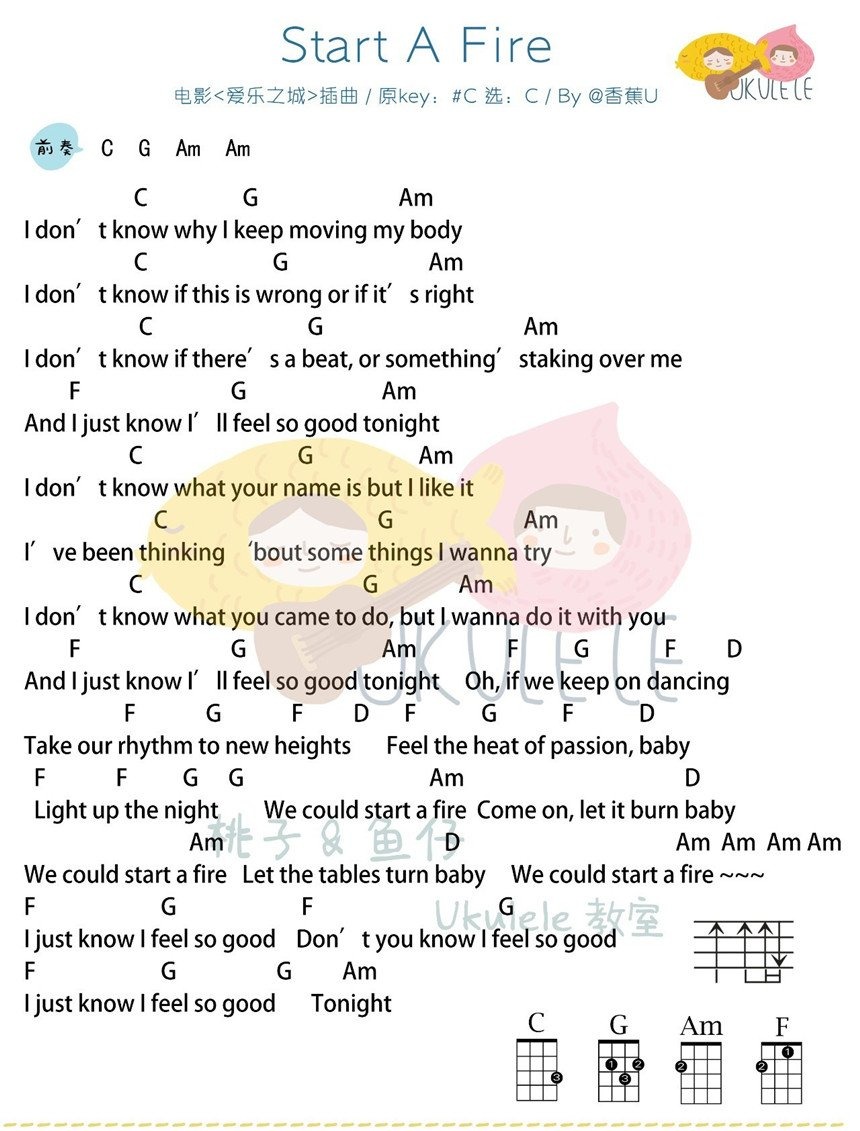 Start A Fire
UKULELE
电影<爱乐之城>插曲 / 原key：#C 选：C / By @香蕉U
前奏 C G Am Am
C G Am
I don't know why I keep moving my body
C G Am
I don't know if this is wrong or if it's right
C G Am
I don't know if there's a beat, or something'staking over me
F G Am
And I just know I'll feel so good tonight
C G Am
I don't know what your name is but I like it
C G Am
I've been thinking 'bout some things I wanna try
C G Am
I don't know what you came to do, but I wanna do it with you
F G Am F G F D
And I just know I'll feel so good tonight Oh, if we keep on dancing
UKULELE
F G F D F G F D
Take our rhythm to new heights Feel the heat of passion, baby
F F G G Am D
Light up the night We could start a fire Come on, let it burn baby
桃子&鱼仔
Am D Am Am Am Am
We could start a fire Let the tables turn baby We could start a fire ~~~
F G F G
Ukulele 教室
I just know I feel so good Don't you know I feel so good
F G G Am
I just know I feel so good Tonight
C G Am F
3 1 2 3 2 1 2